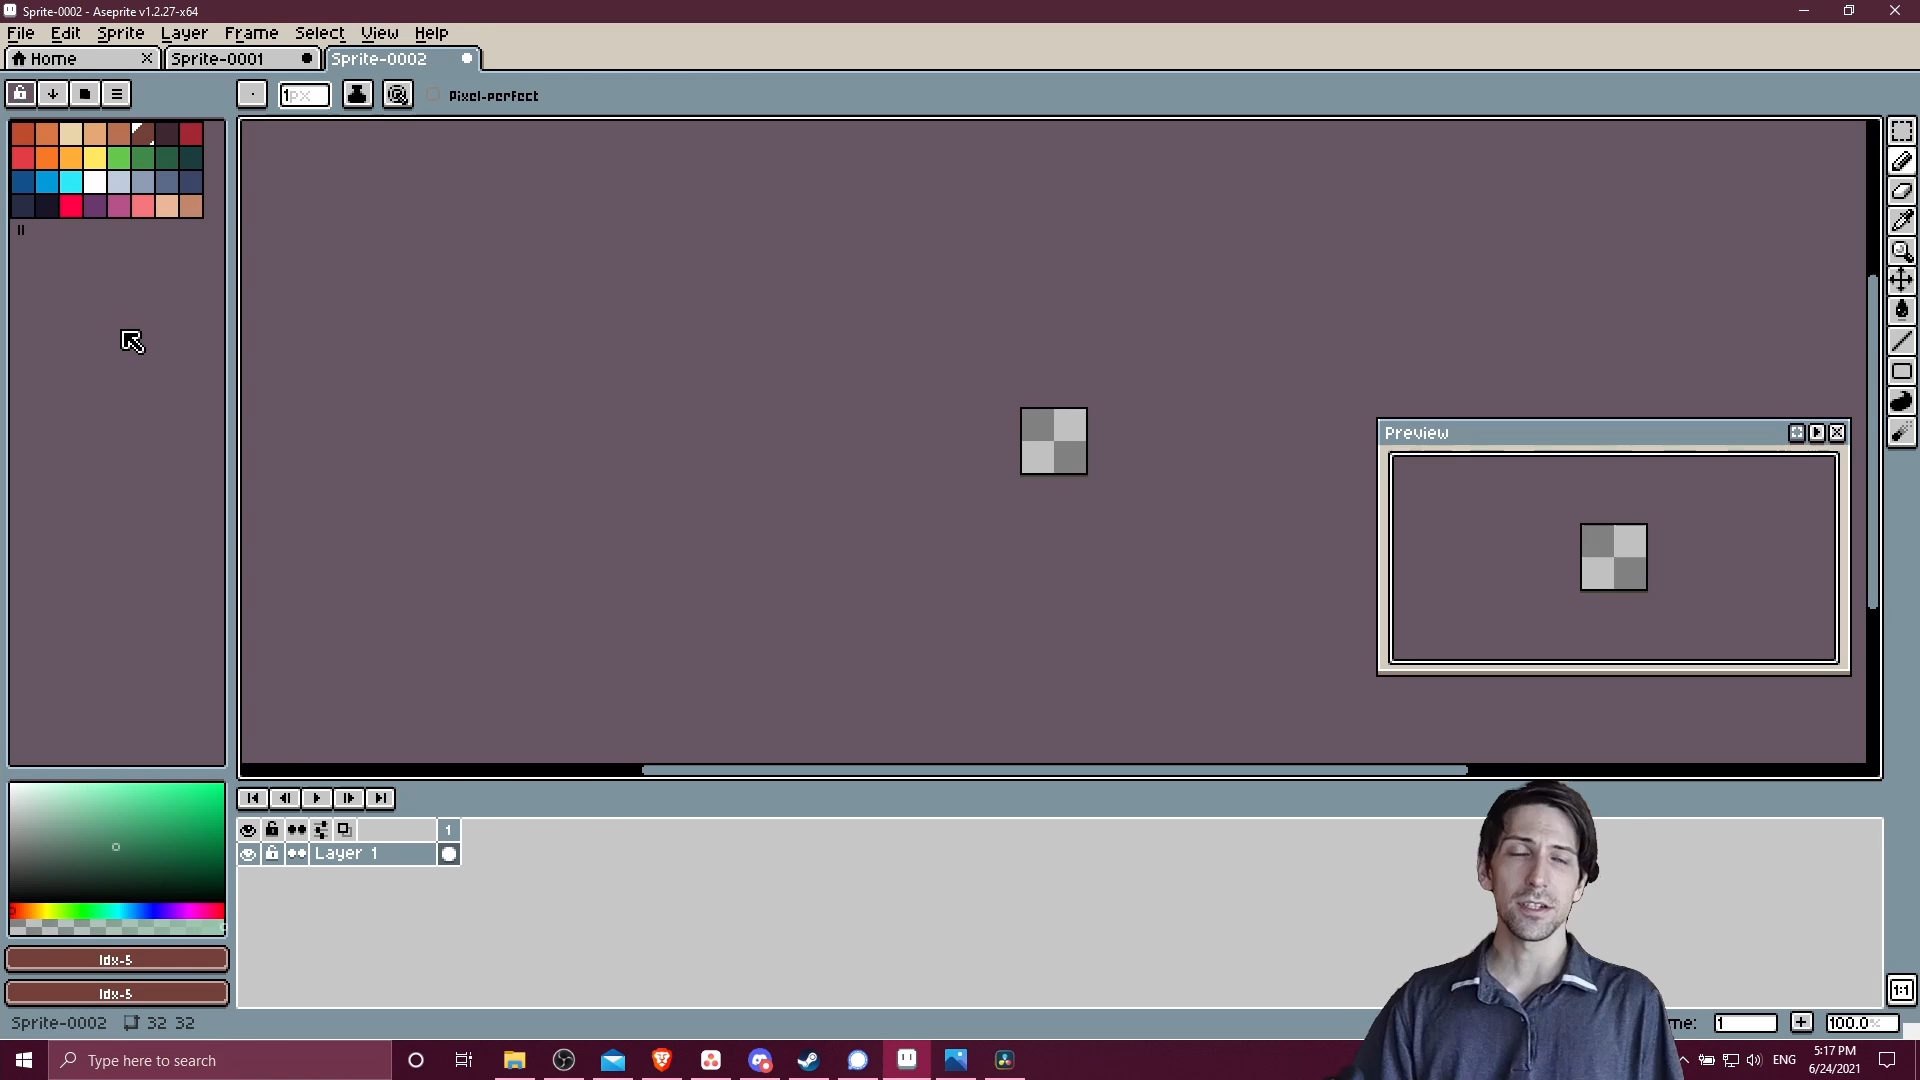 Sprite-0002 - Aseprite v1.2.27-x64
File Edit Sprite Layer Frame Select View Help
Home
Sprite-0001
Sprite-0002
1px
Pixel-perfect
Preview
1
Layer 1
Idx-5
Idx-5
1:1
Sprite-0002 32 32
me: 1 + 100.0%
Type here to search
ENG
5:17 PM
6/24/2021